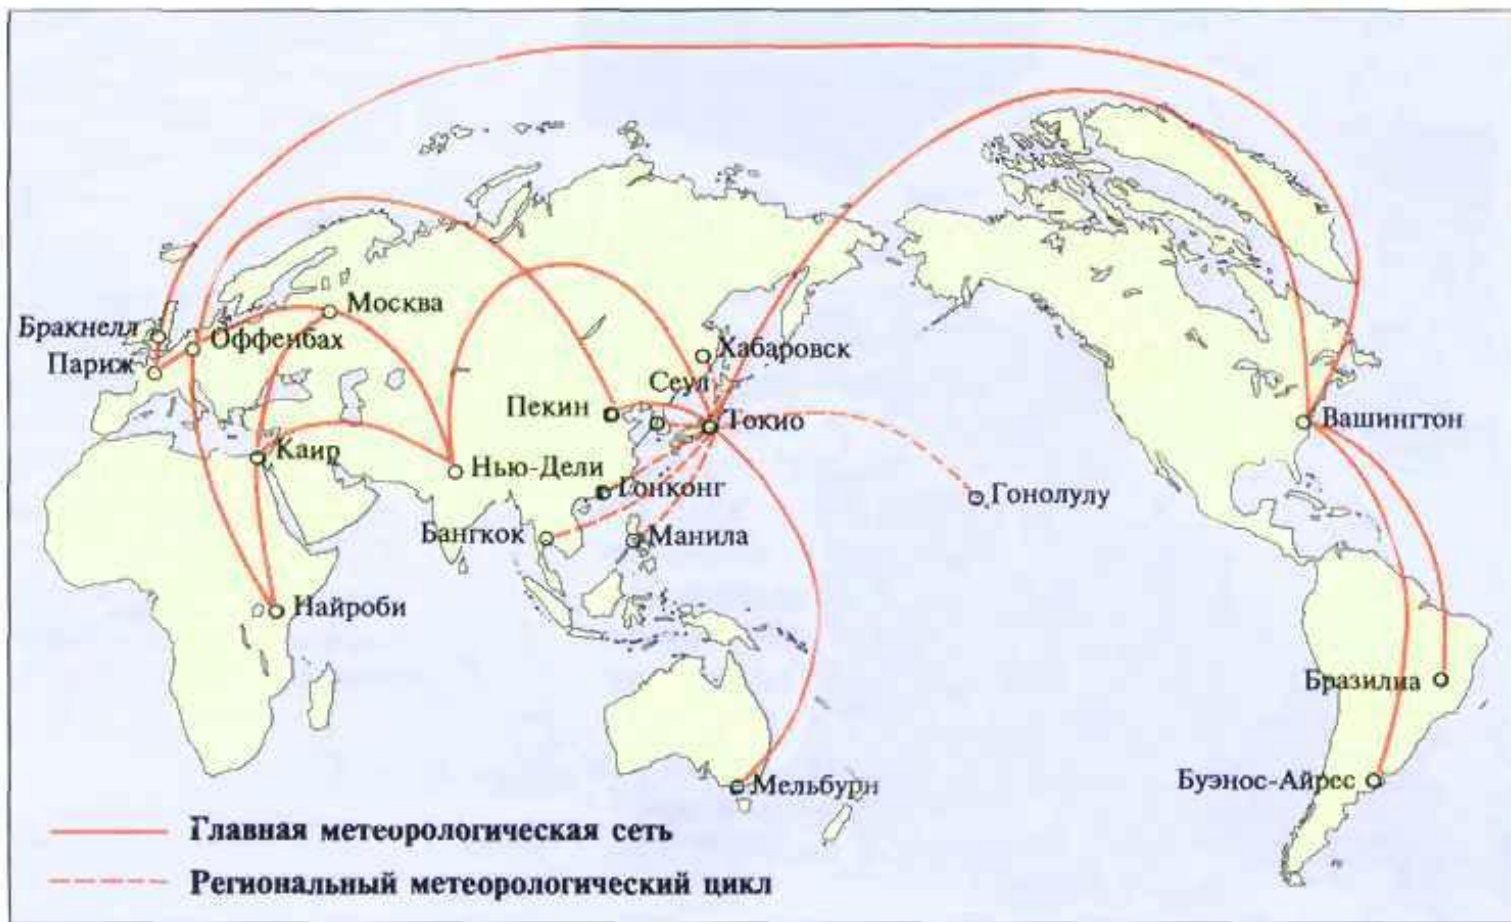 Москва
Бракнелл
Оффенбах
Париж
Хабаровск
Сеул
Пекин
Токио
Вашингтон
Каир
Нью-Дели
Гонконг
Гонолулу
Бангкок
Манила
Найроби
Бразилиа
Мельбурн
Буэнос-Айрес
Главная метеорологическая сеть
Региональный метеорологический цикл